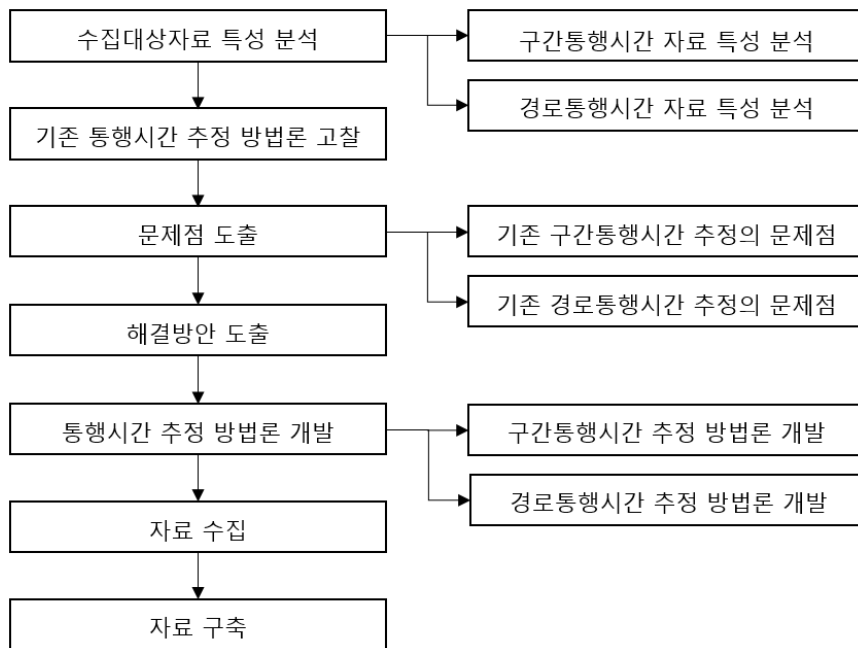 수집대상자료 특성 분석
구간통행시간 자료 특성 분석
경로통행시간 자료 특성 분석
기존 통행시간 추정 방법론 고찰
문제점 도출
기존 구간통행시간 추정의 문제점
기존 경로통행시간 추정의 문제점
해결방안 도출
통행시간 추정 방법론 개발
구간통행시간 추정 방법론 개발
경로통행시간 추정 방법론 개발
자료 수집
자료 구축